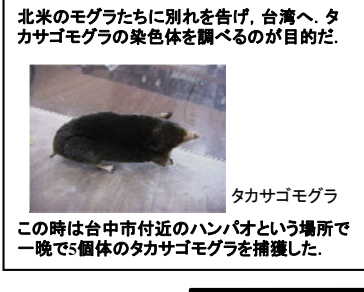 北米のモグラたちに別れを告げ，台湾へ．タ
カサゴモグラの染色体を調べるのが目的だ．
タカサゴモグラ
この時は台中市付近のハンパオという場所で
一晩で5個体のタカサゴモグラを捕獲した．